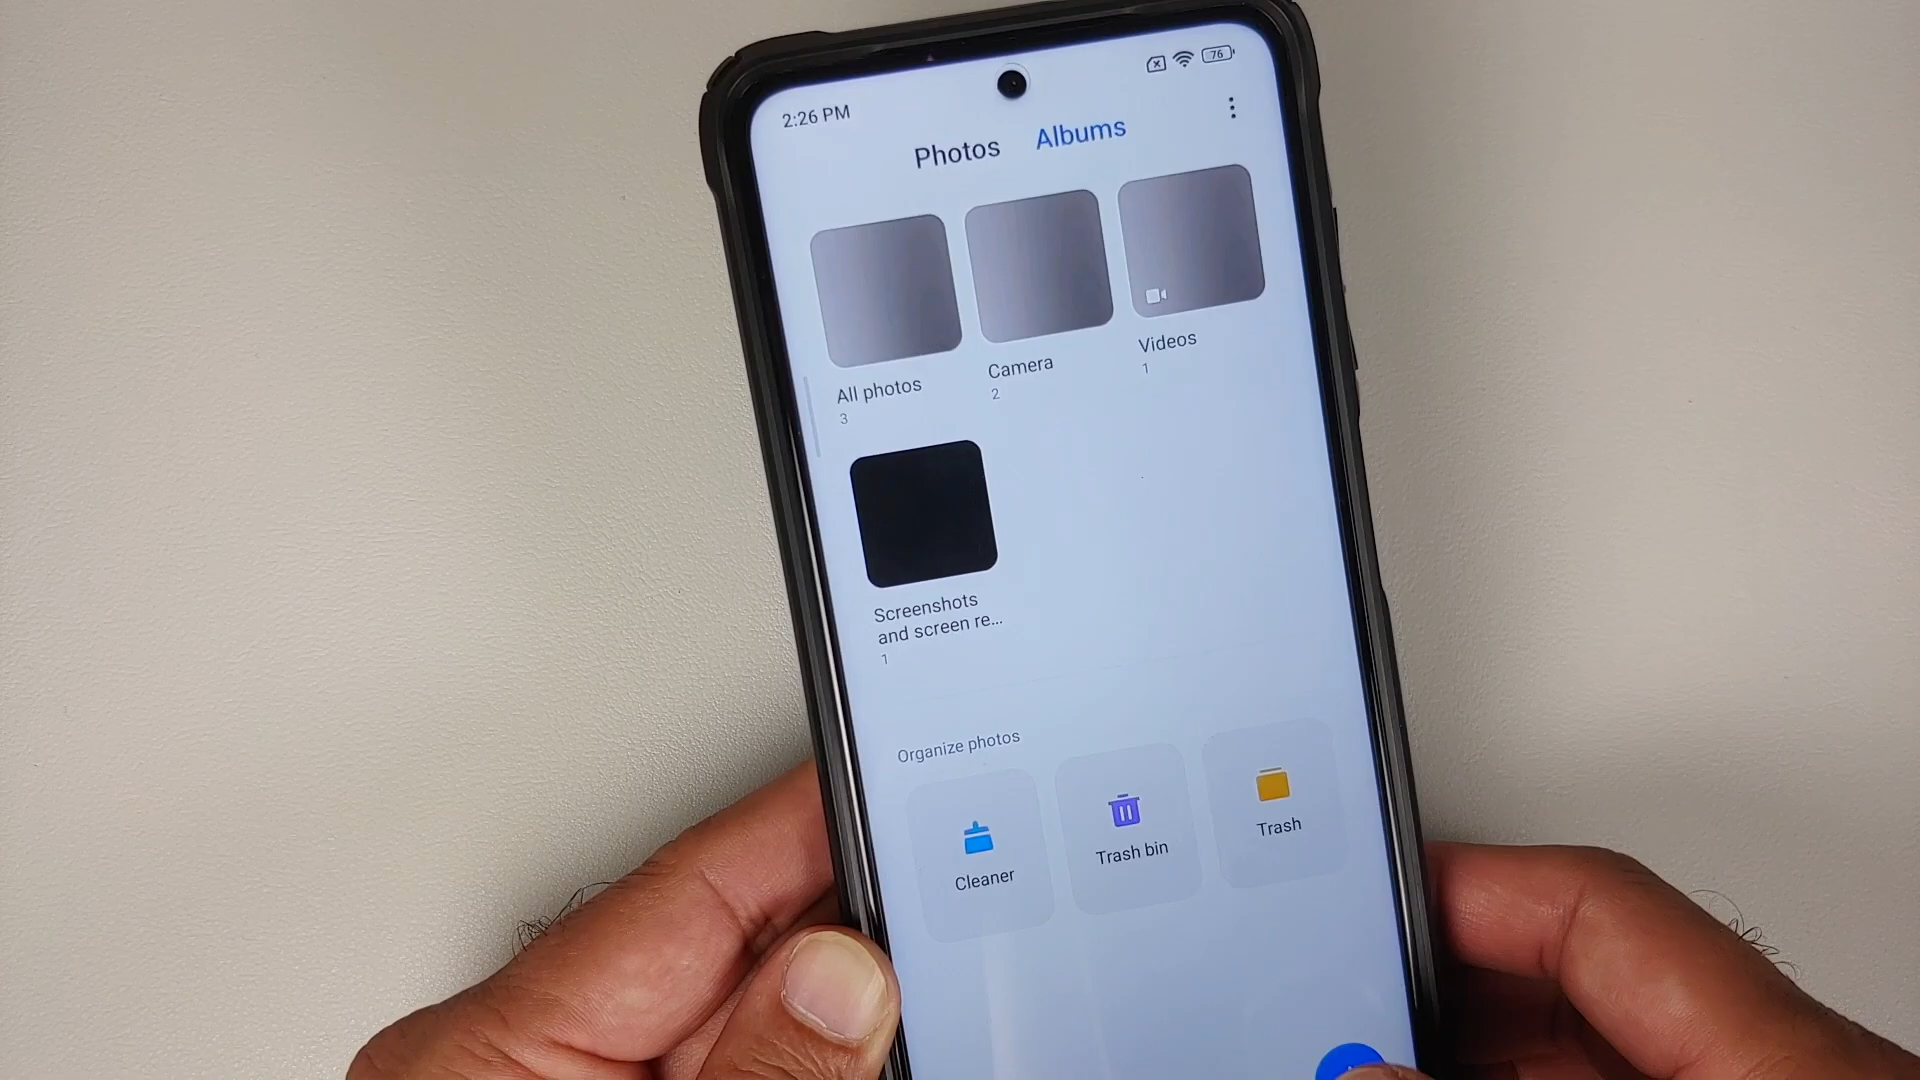 2:26 PM
76
Photos
Albums
All photos
3
Camera
2
Videos
1
Screenshots
and screen re...
1
Organize photos
Cleaner
Trash bin
Trash